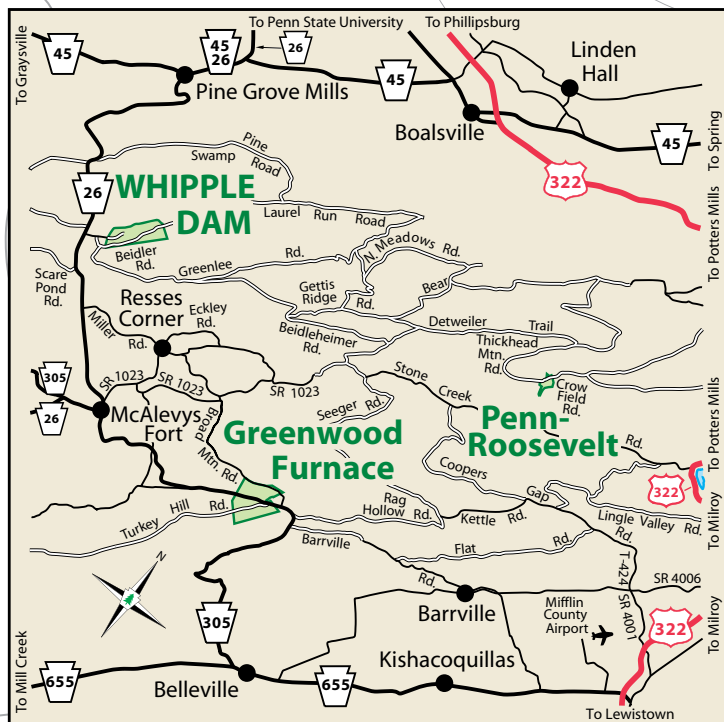 To Penn State University
To Phillipsburg
To Graysville
45
45
26
26
45
Linden
Hall
Pine Grove Mills
Boalsville
45
To Spring
322
To Potters Mills
Swamp
Pine
Road
26
WHIPPLE
DAM
Laurel Run Road
Beidler
Rd.
Greenlee
Rd.
N. Meadows Rd.
Scare
Pond
Rd.
Gettis
Ridge
Rd.
Bear
Resses
Corner
Eckley
Rd.
Miller
Rd.
Beidleheimer
Rd.
Detweiler
Trail
Thickhead
Mtn.
Rd.
305
26
SR 1023
SR 1023
SR 1023
Stone
Creek
Rd.
Crow
Field
Rd.
McAlevys
Fort
Broad
Mtn. Rd.
Seeger Rd.
Greenwood
Furnace
Penn-
Roosevelt
To Potters Mills
322
To Milroy
Coopers
Gap
Rd.
Rag
Hollow Rd.
Kettle Rd.
Lingle Valley Rd.
Turkey Hill Rd.
Barrville
Rd.
Flat
Rd.
T-424 SR 4001
SR 4006
N
305
Barrville
Mifflin
County
Airport
322
To Milroy
To Mill Creek
655
Belleville
655
Kishacoquillas
To Lewistown